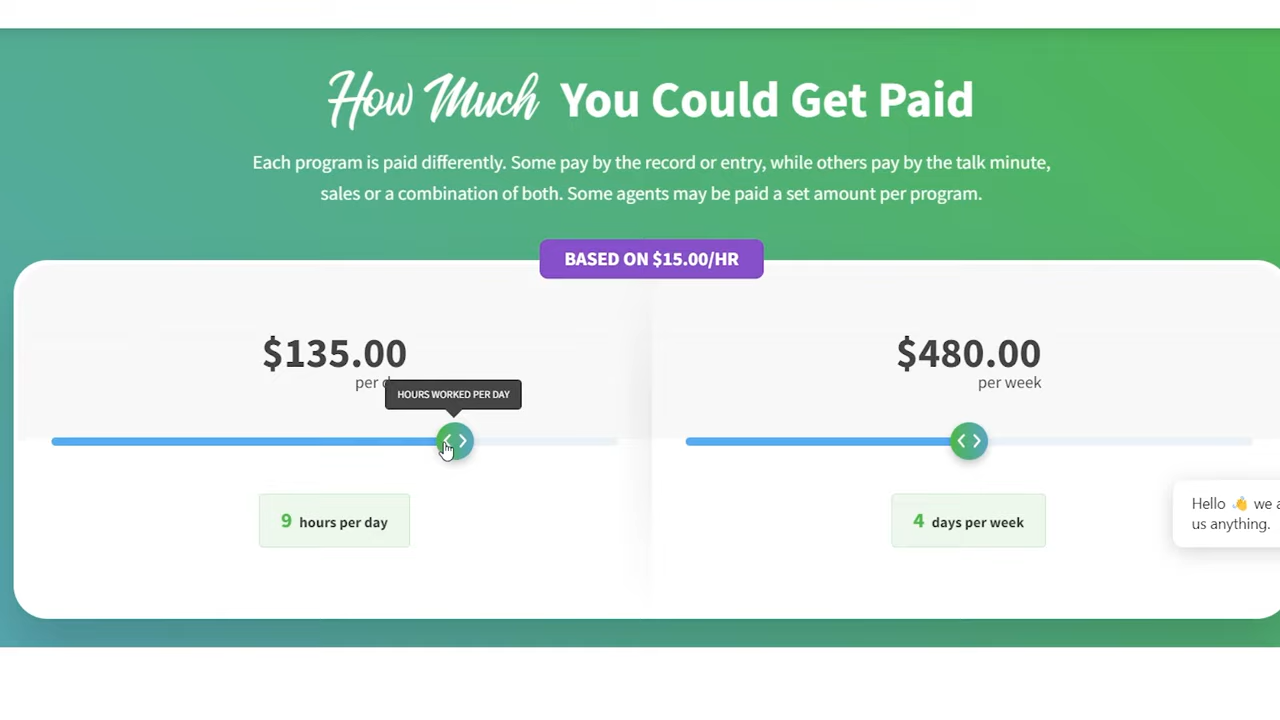 How Much You Could Get Paid
Each program is paid differently. Some pay by the record or entry, while others pay by the talk minute,
sales or a combination of both. Some agents may be paid a set amount per program.
BASED ON $15.00/HR
$135.00
per
HOURS WORKED PER DAY
9 hours per day
$480.00
per week
4 days per week
Hello 👋 we
us anything.